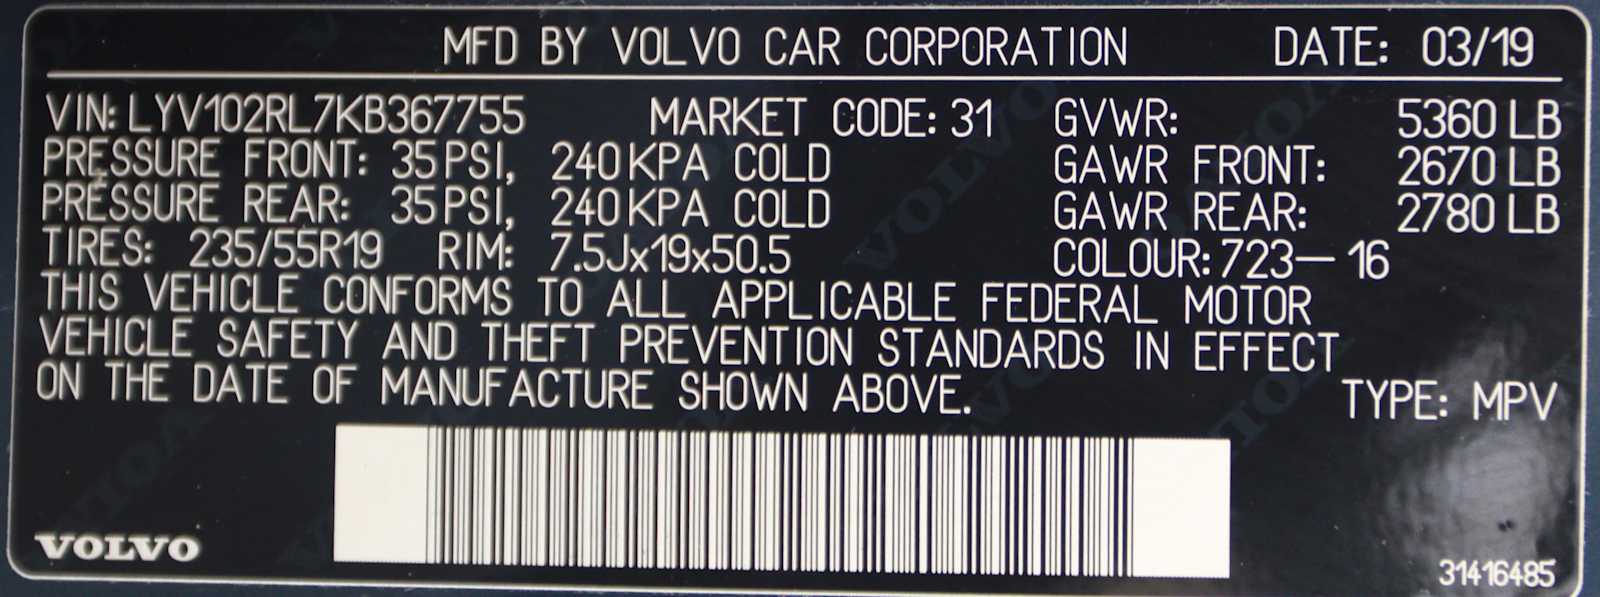 MFD BY VOLVO CAR CORPORATION DATE: 03/19
VIN: LYV102RL7KB367755 MARKET CODE: 31 GVWR: 5360 LB
PRESSURE FRONT: 35 PSI, 240 KPA COLD GAWR FRONT: 2670 LB
PRESSURE REAR: 35 PSI, 240 KPA COLD GAWR REAR: 2780 LB
TIRES: 235/55R19 RIM: 7.5Jx19x50.5 COLOUR: 723— 16
THIS VEHICLE CONFORMS TO ALL APPLICABLE FEDERAL MOTOR
VEHICLE SAFETY AND THEFT PREVENTION STANDARDS IN EFFECT
ON THE DATE OF MANUFACTURE SHOWN ABOVE.
TYPE: MPV
VOLVO
31416485